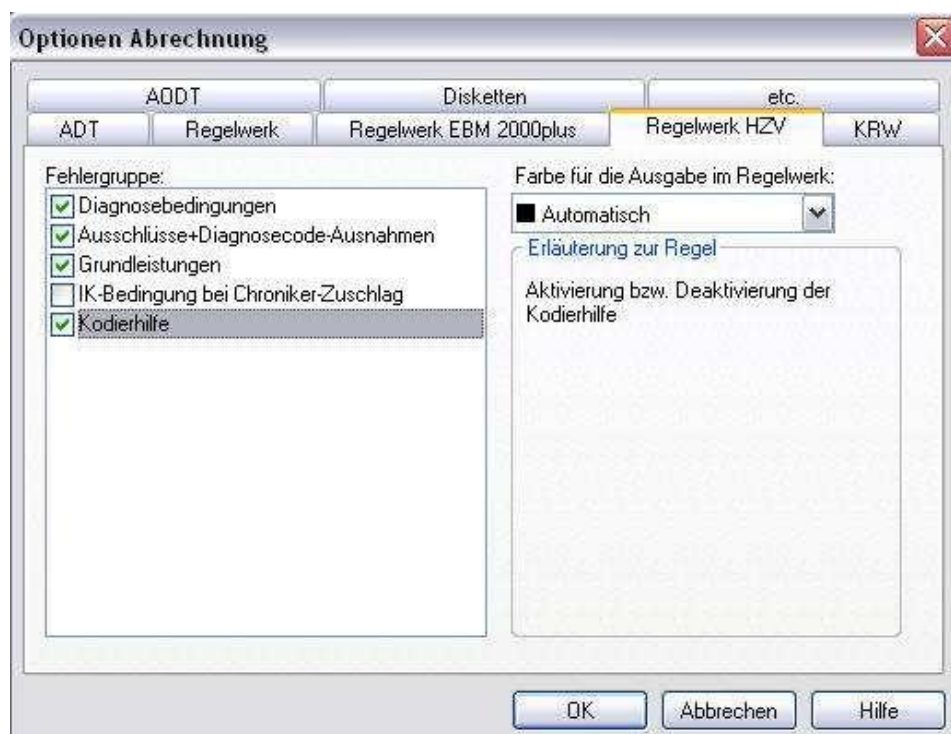 Optionen Abrechnung
AODT
Disketten
etc.
ADT
Regelwerk
Regelwerk EBM 2000plus
Regelwerk HZV
KRW
Fehlergruppe:
Diagnosebedingungen
Ausschlüsse+Diagnosecode-Ausnahmen
Grundleistungen
IK-Bedingung bei Chroniker-Zuschlag
Kodierhilfe
Farbe für die Ausgabe im Regelwerk:
Automatisch
Erläuterung zur Regel
Aktivierung bzw. Deaktivierung der
Kodierhilfe
OK
Abbrechen
Hilfe